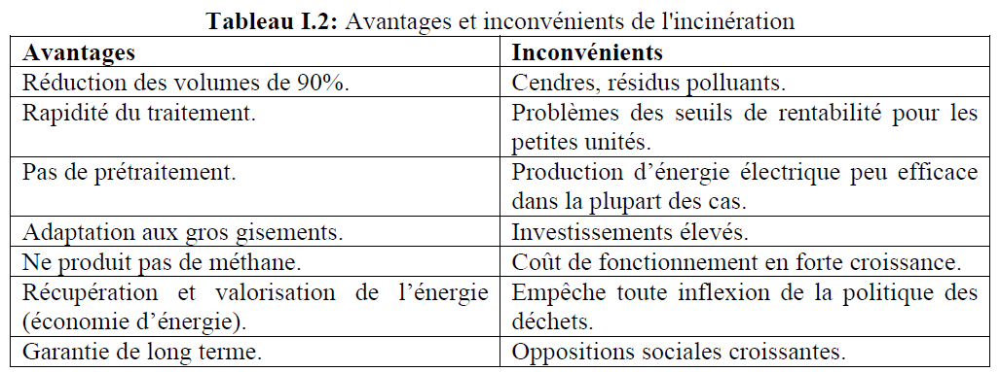 Tableau I.2: Avantages et inconvénients de l'incinération
Avantages
Inconvénients
Réduction des volumes de 90%.
Cendres, résidus polluants.
Rapidité du traitement.
Problèmes des seuils de rentabilité pour les
petites unités.
Pas de prétraitement.
Production d’énergie électrique peu efficace
dans la plupart des cas.
Adaptation aux gros gisements.
Investissements élevés.
Ne produit pas de méthane.
Coût de fonctionnement en forte croissance.
Récupération et valorisation de l’énergie
(économie d’énergie).
Empêche toute inflexion de la politique des
déchets.
Garantie de long terme.
Oppositions sociales croissantes.